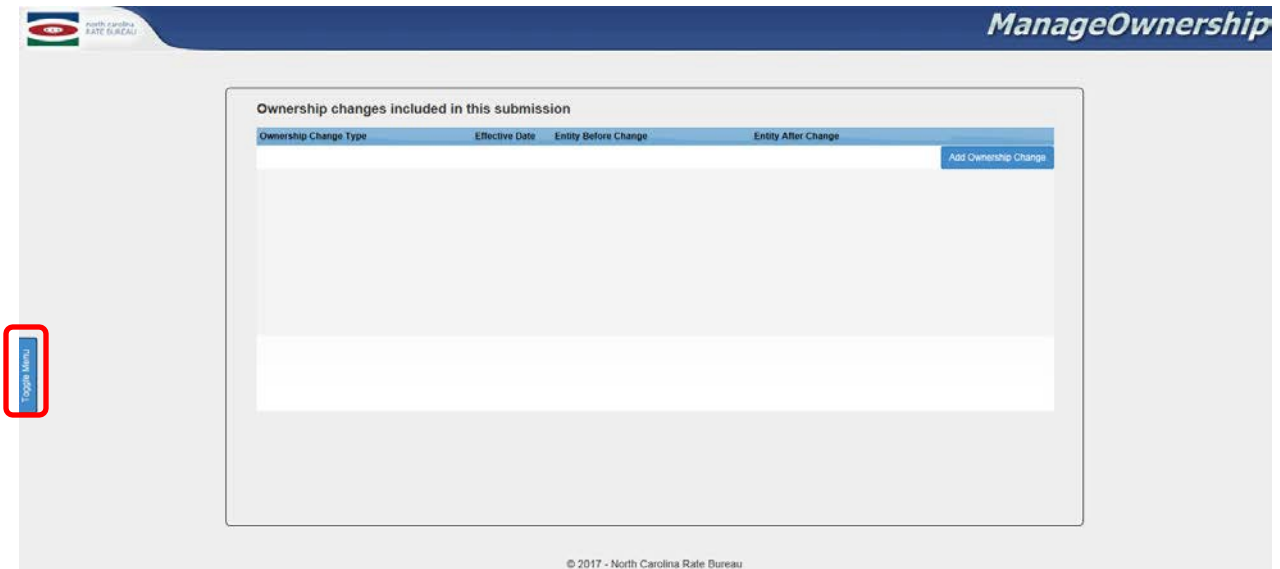 north carolina
RATE BUREAU
ManageOwnership
Ownership changes included in this submission
Ownership Change Type Effective Date Entity Before Change Entity After Change
Add Ownership Change
Toggle Menu
© 2017 - North Carolina Rate Bureau